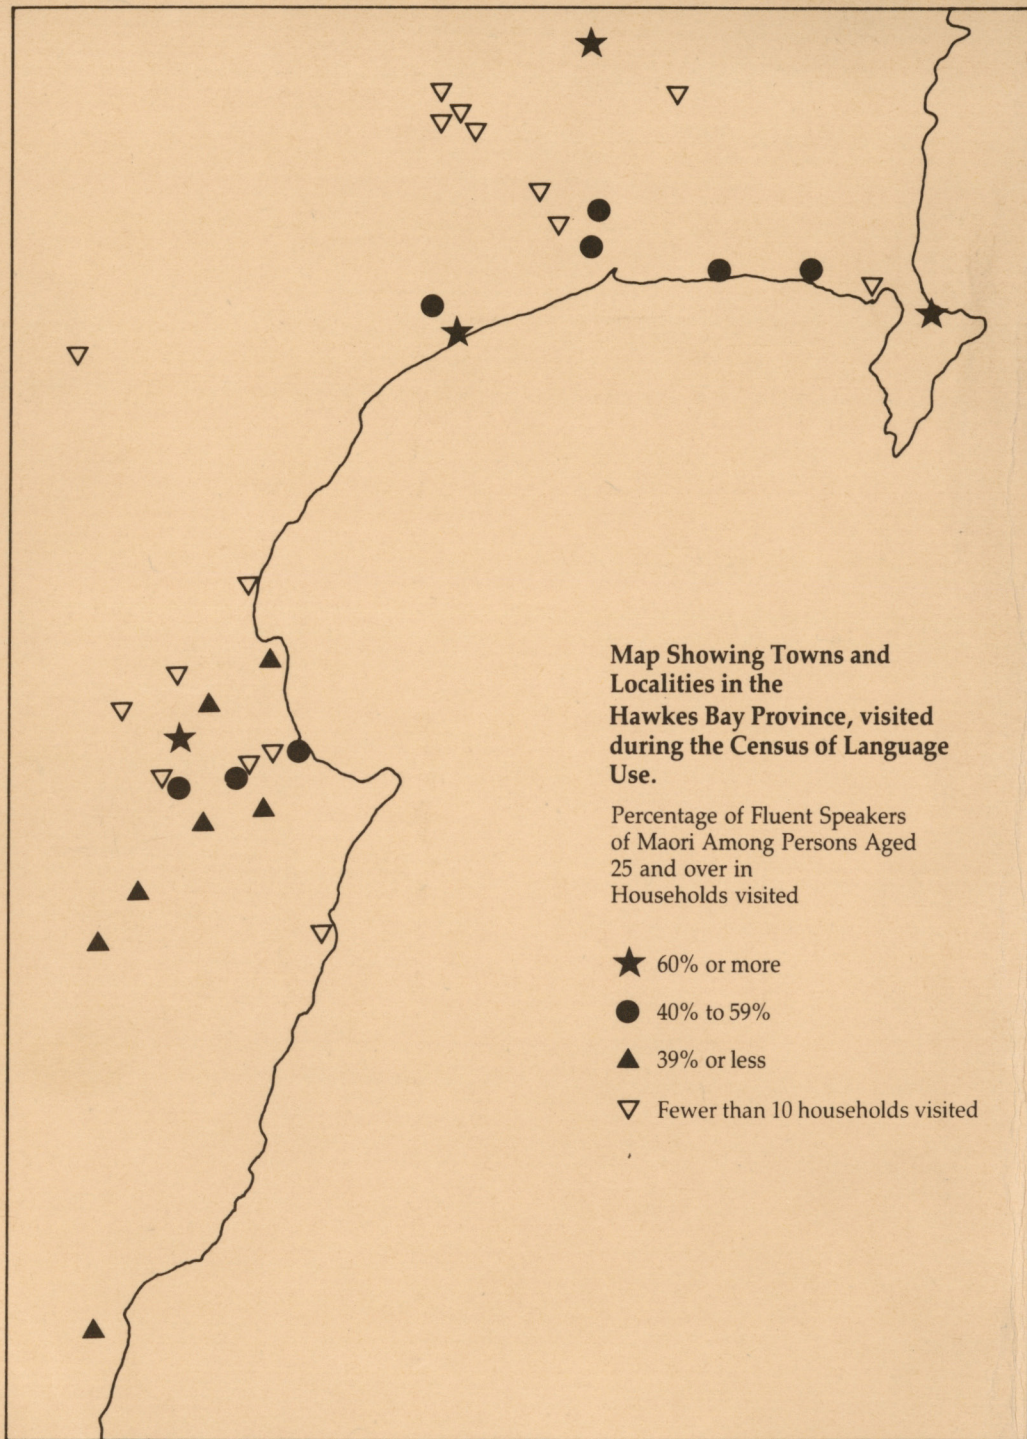 Map Showing Towns and
Localities in the
Hawkes Bay Province, visited
during the Census of Language
Use.
Percentage of Fluent Speakers
of Maori Among Persons Aged
25 and over in
Households visited
60% or more
40% to 59%
39% or less
Fewer than 10 households visited